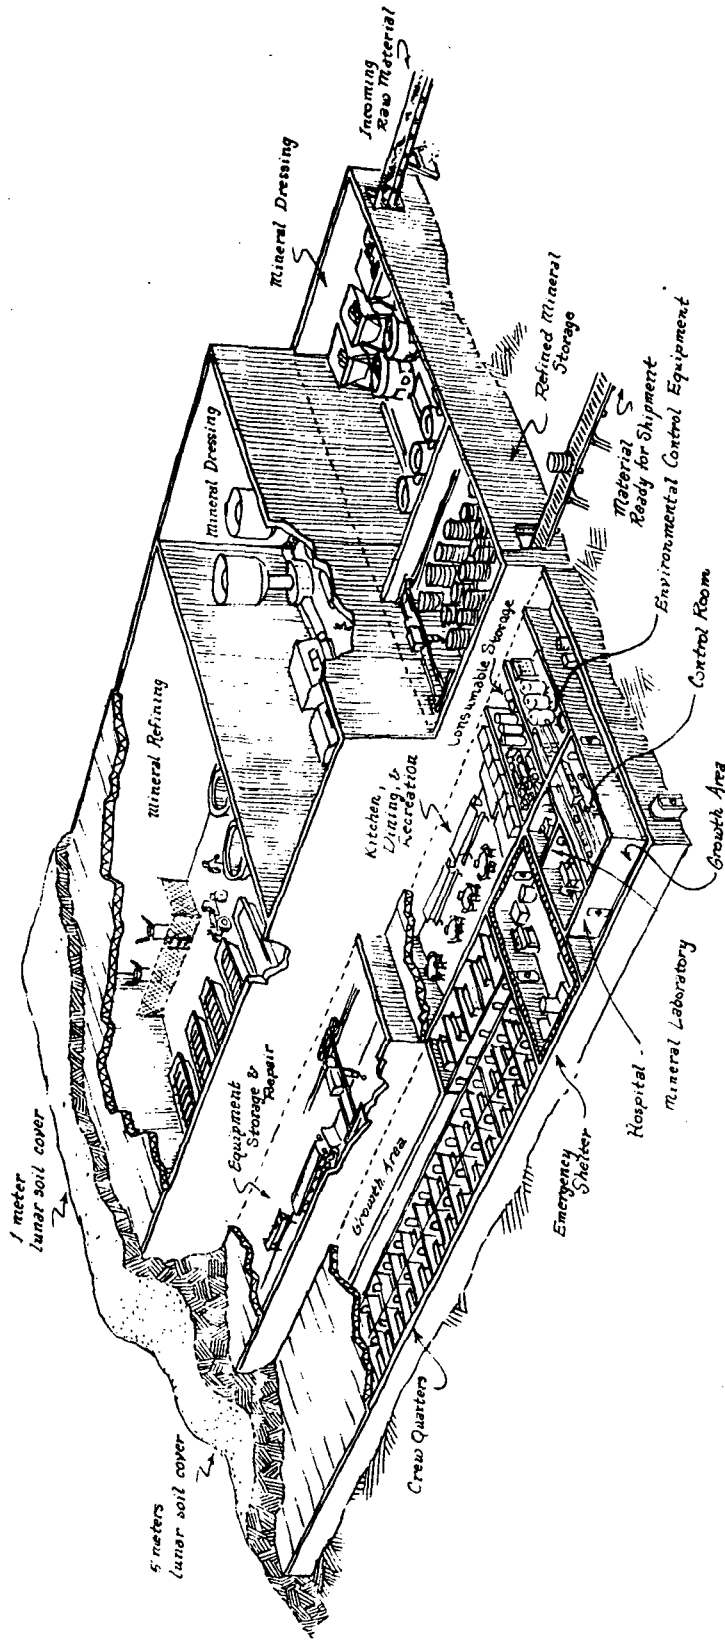 Incoming
Raw Material
Mineral Dressing
Mineral Dressing
Refined Mineral
Storage
Material
Ready for Shipment
Environmental Control Equipment
Control Room
Growth Area
Consumable Storage
Mineral Refining
Kitchen,
Dining, &
Recreation
Mineral Laboratory
Hospital
Emergency
Shelter
Equipment
Storage &
Repair
Growth Area
Crew Quarters
1 meter
lunar soil cover
5 meters
lunar soil cover